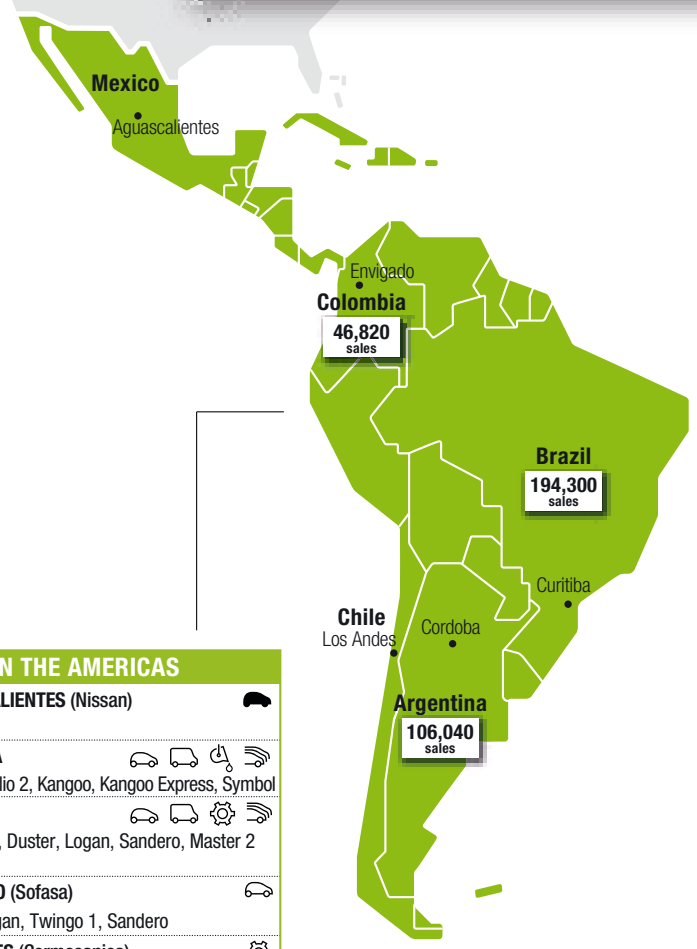 Mexico
Aguascalientes
Envigado
Colombia
46,820
sales
Brazil
194,300
sales
Curitiba
Chile
Los Andes
Cordoba
Argentina
106,040
sales
N THE AMERICAS
LIENTES (Nissan)
lio 2, Kangoo, Kangoo Express, Symbol
, Duster, Logan, Sandero, Master 2
(Sofasa)
gan, Twingo 1, Sandero